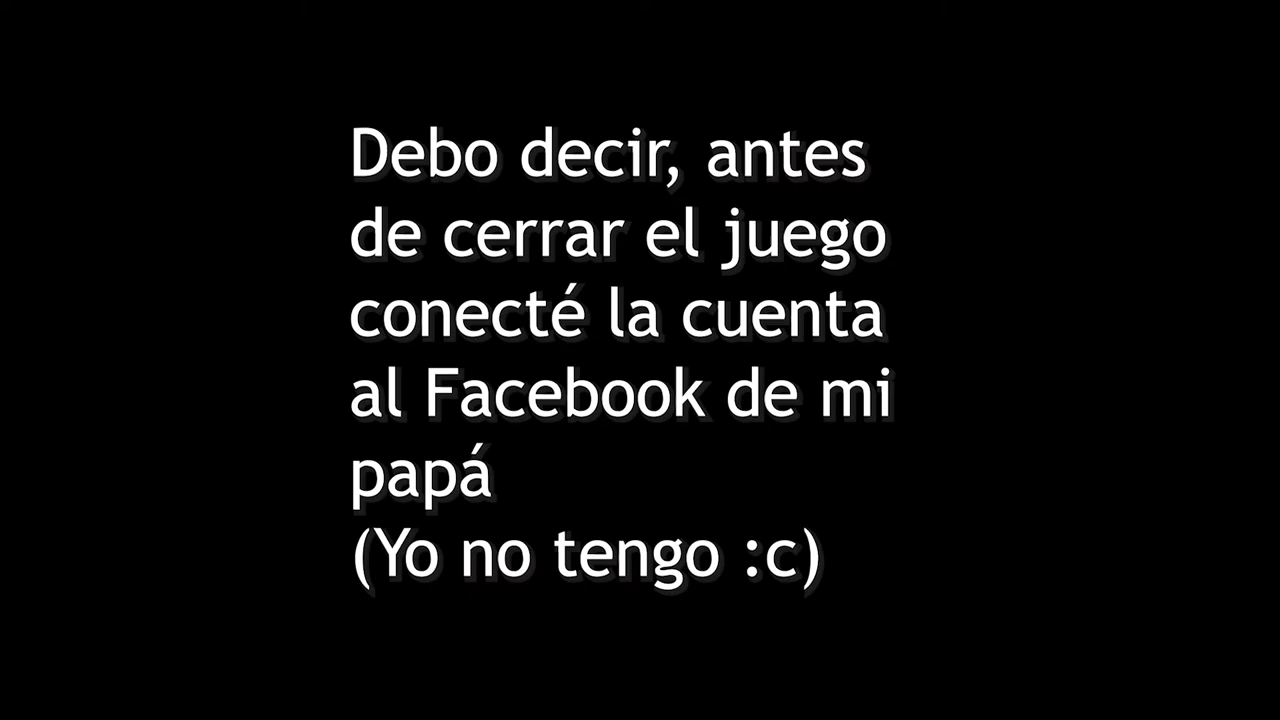 Debo decir, antes
de cerrar el juego
conecté la cuenta
al Facebook de mi
papá
(Yo no tengo :c)